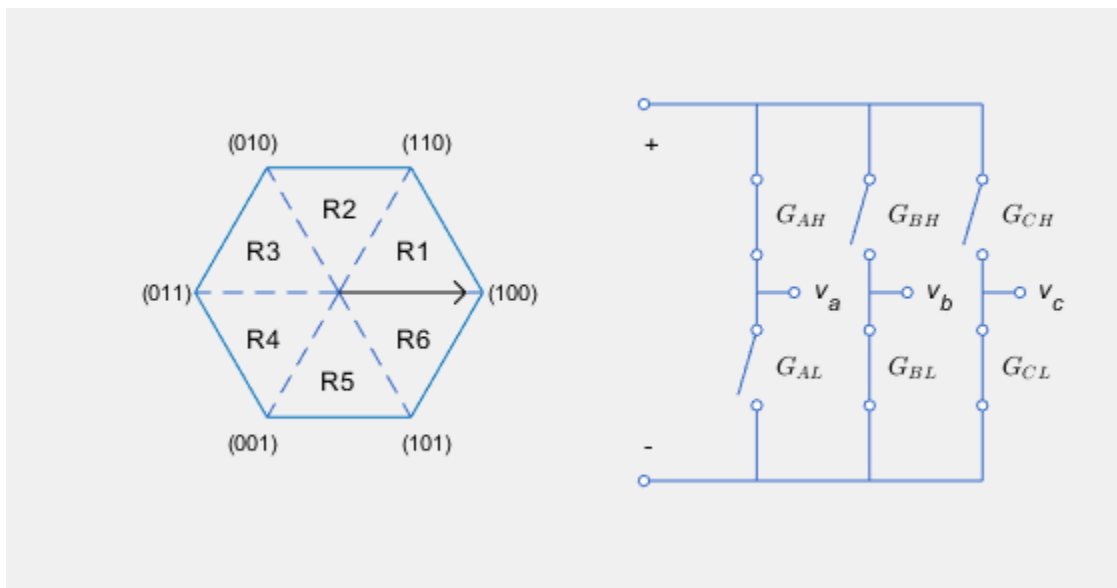 (010) (110)
R2
R3 R1
(011) (100)
R4 R6
R5
(001) (101)
+
G_AH G_BH G_CH
v_a v_b v_c
G_AL G_BL G_CL
-